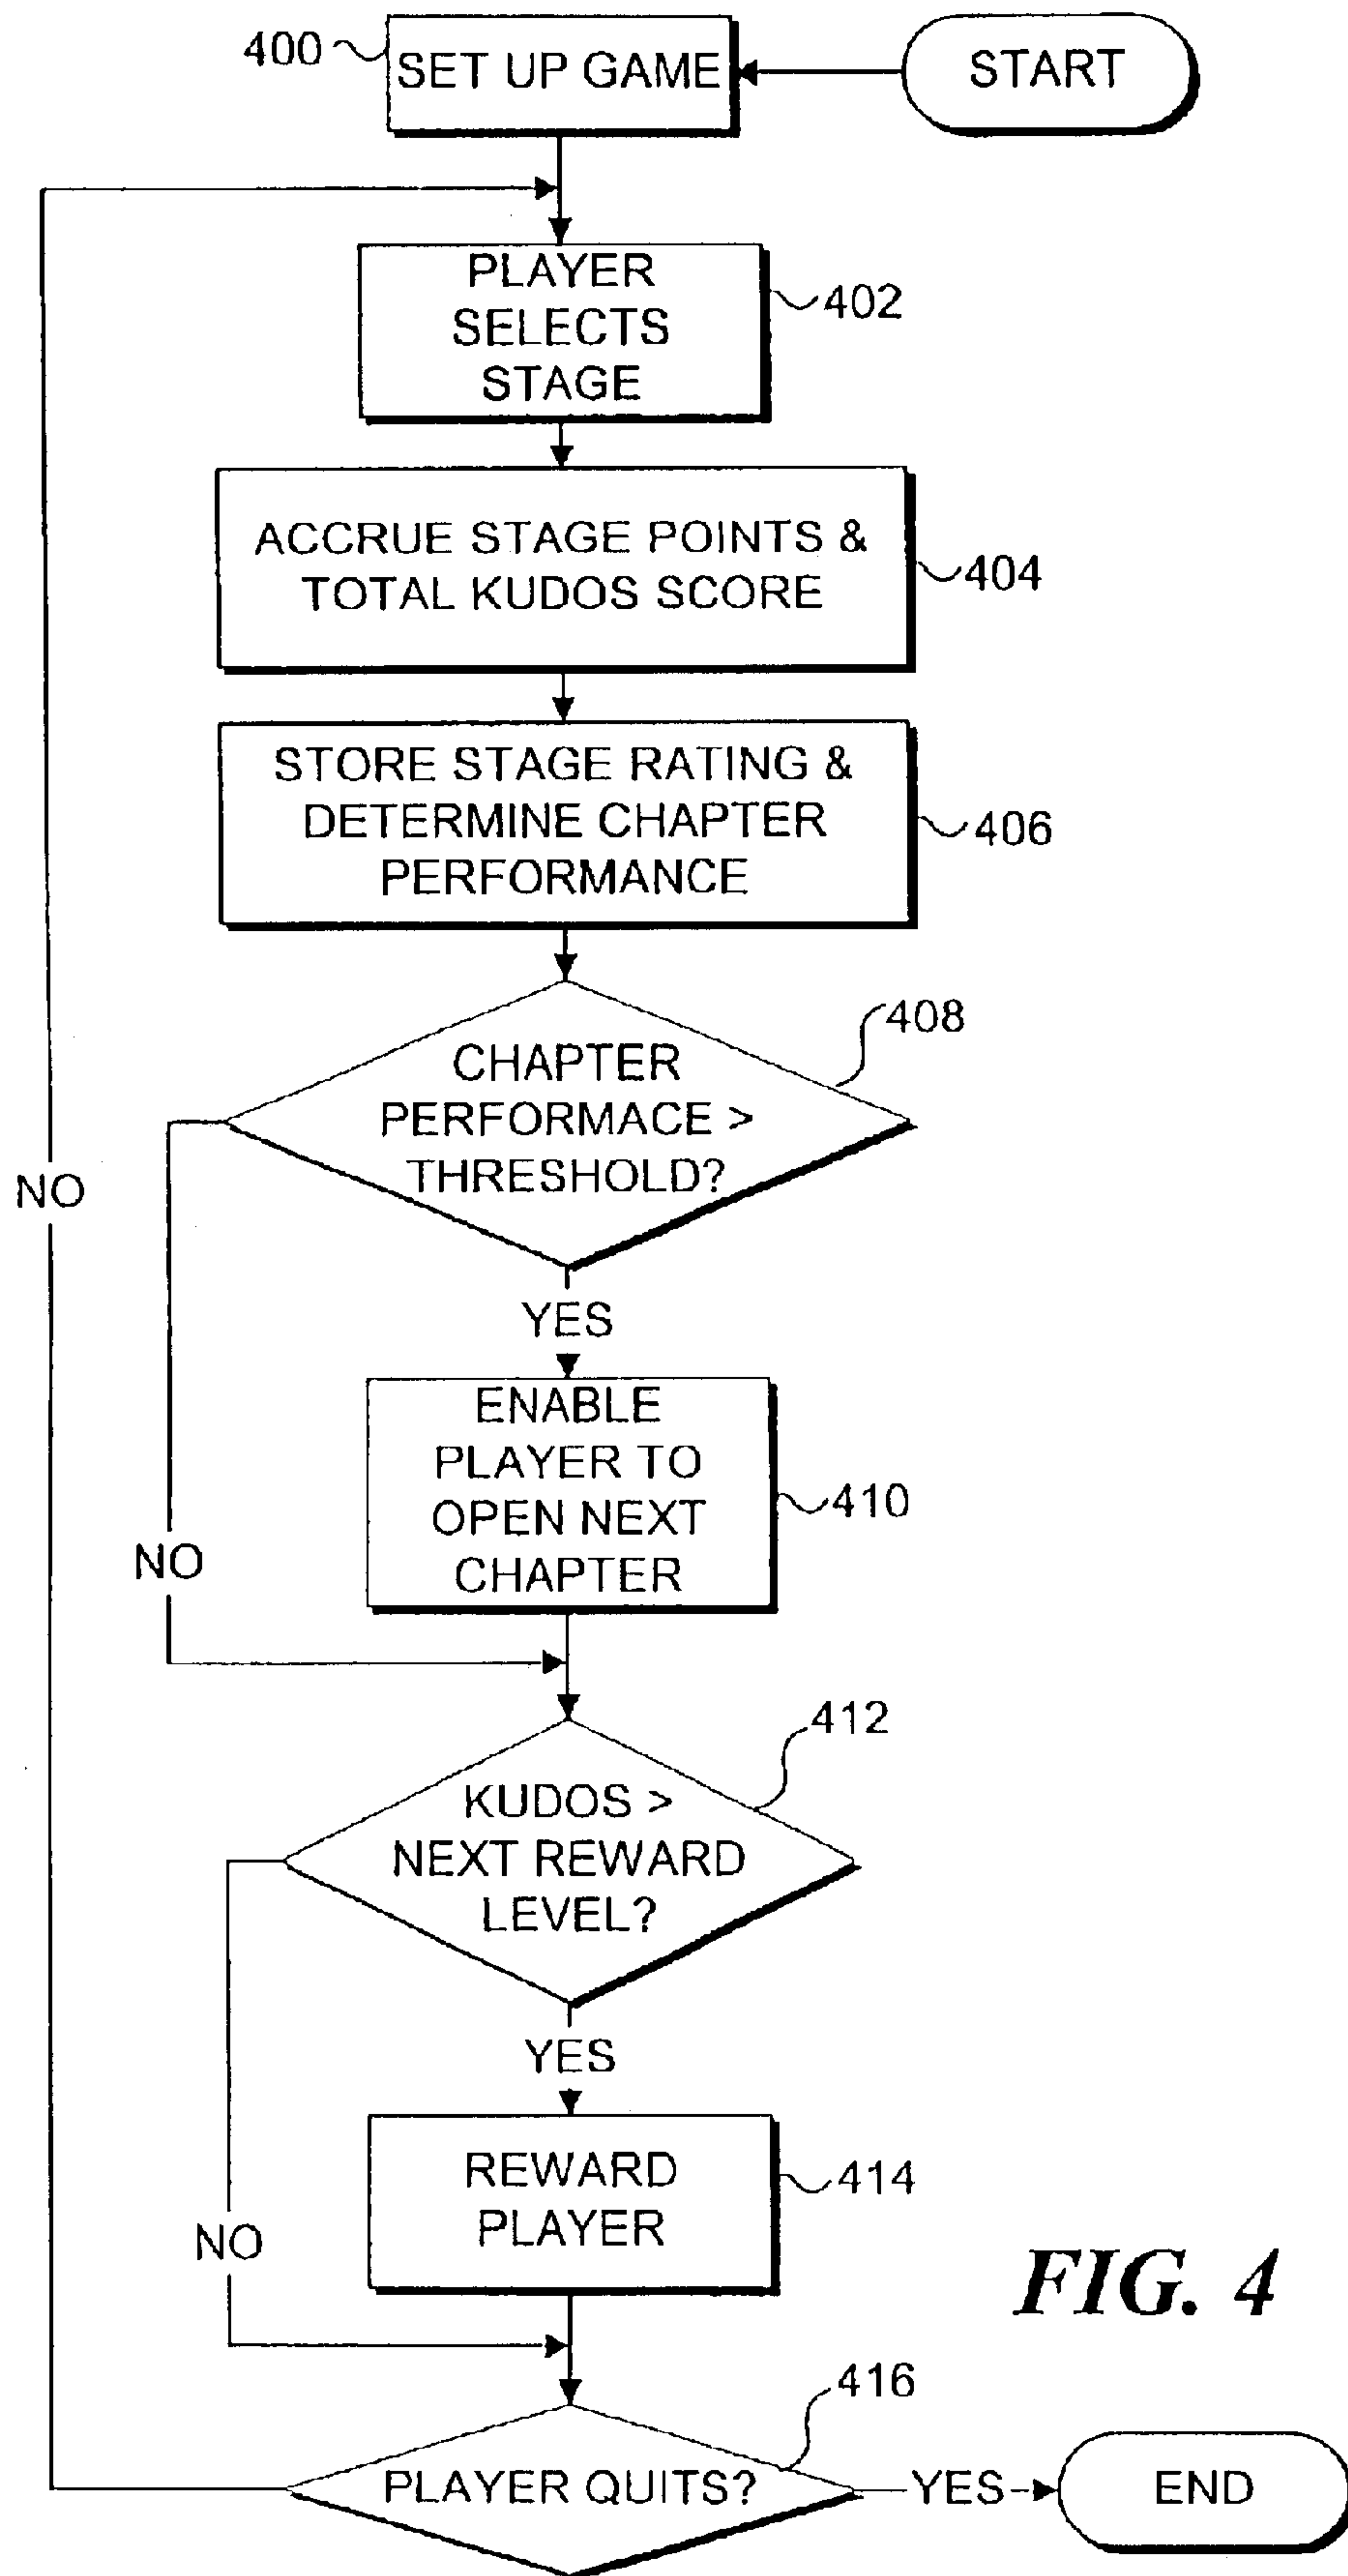 400
SET UP GAME
START
PLAYER
SELECTS
STAGE
402
ACCRUE STAGE POINTS &
TOTAL KUDOS SCORE
404
STORE STAGE RATING &
DETERMINE CHAPTER
PERFORMANCE
406
408
CHAPTER
PERFORMACE >
THRESHOLD?
NO
YES
ENABLE
PLAYER TO
OPEN NEXT
CHAPTER
410
NO
412
KUDOS >
NEXT REWARD
LEVEL?
YES
REWARD
PLAYER
414
NO
FIG. 4
416
PLAYER QUITS?
YES
END